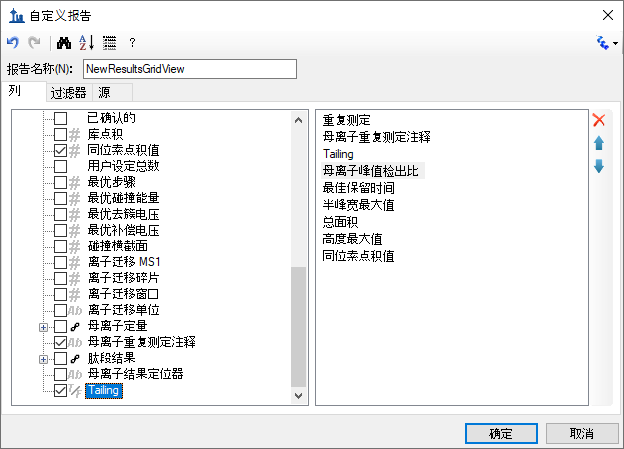 自定义报告
?
报告名称(N):
NewResultsGridView
列
过滤器
源
已确认的
库点积
同位素点积值
用户设定总数
最优步骤
最优碰撞能量
最优去簇电压
最优补偿电压
碰撞横截面
离子迁移 MS1
离子迁移碎片
离子迁移窗口
离子迁移单位
母离子定量
母离子重复测定注释
肽段结果
母离子结果定位器
Tailing
重复测定
母离子重复测定注释
Tailing
母离子峰值检出比
最佳保留时间
半峰宽最大值
总面积
高度最大值
同位素点积值
确定
取消